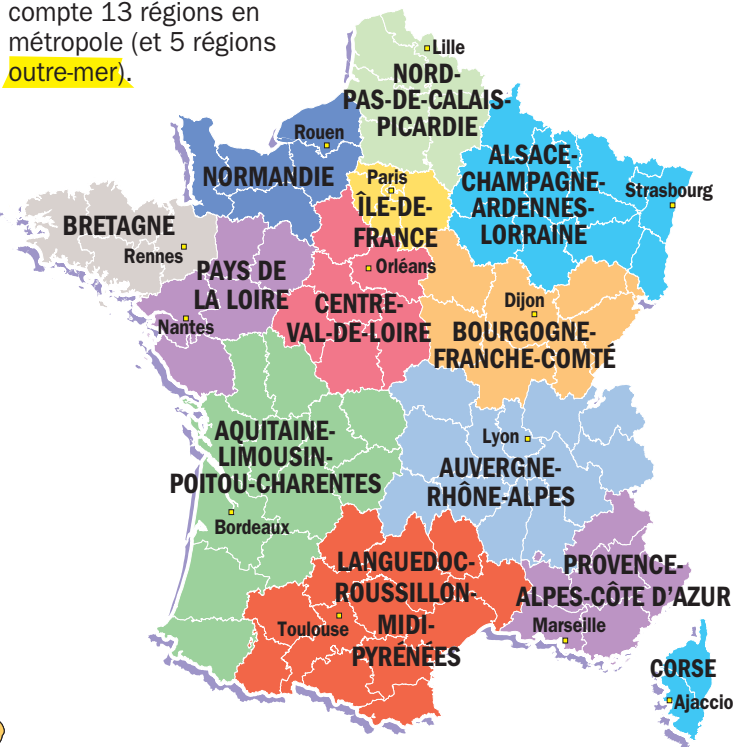 compte 13 régions en
métropole (et 5 régions
outre-mer).
Lille
NORD-
PAS-DE-CALAIS-
PICARDIE
Rouen
NORMANDIE
Paris
ÎLE-DE-
FRANCE
ALSACE-
CHAMPAGNE-
ARDENNES-
LORRAINE
Strasbourg
BRETAGNE
Rennes
PAYS DE
LA LOIRE
Nantes
Orléans
CENTRE-
VAL-DE-LOIRE
Dijon
BOURGOGNE-
FRANCHE-COMTÉ
AQUITAINE-
LIMOUSIN-
POITOU-CHARENTES
Bordeaux
Lyon
AUVERGNE-
RHÔNE-ALPES
LANGUEDOC-
ROUSSILLON-
MIDI-
PYRÉNÉES
Toulouse
PROVENCE-
ALPES-CÔTE D'AZUR
Marseille
CORSE
Ajaccio